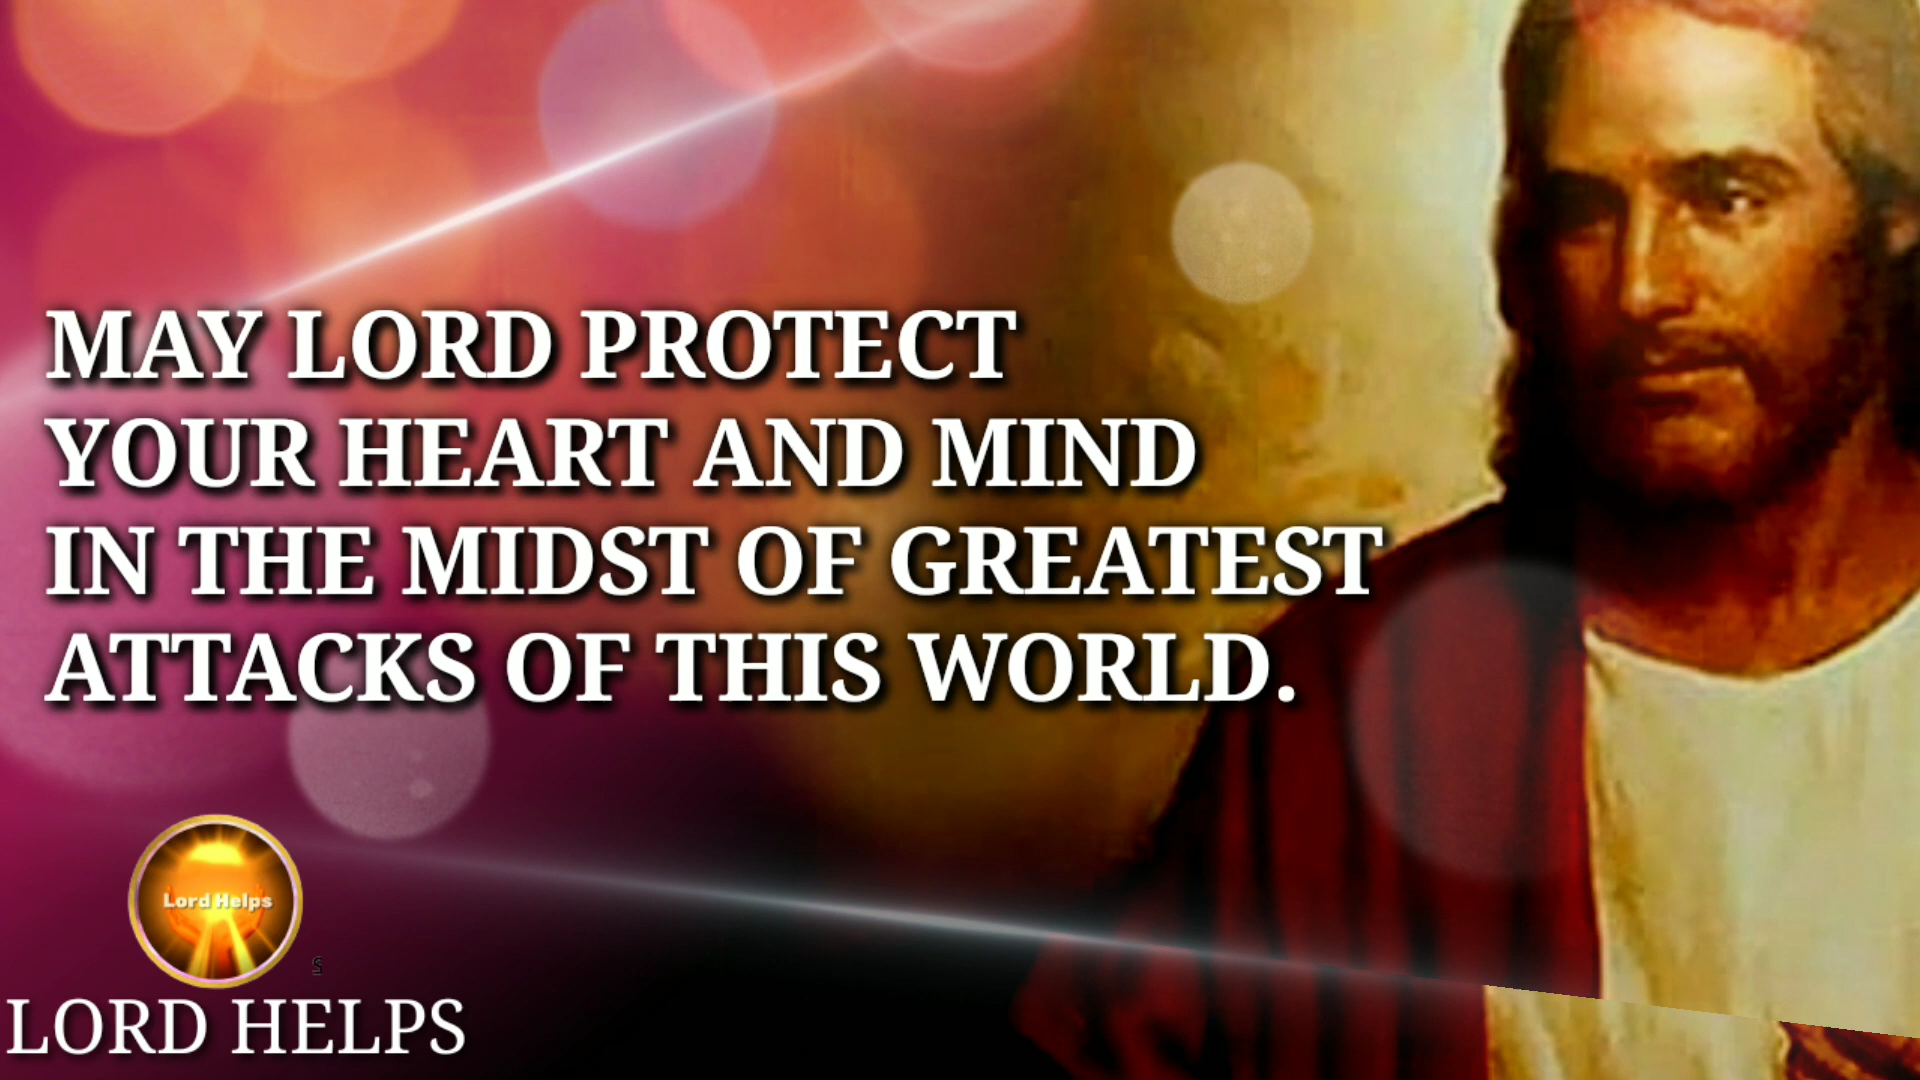 MAY LORD PROTECT
YOUR HEART AND MIND
IN THE MIDST OF GREATEST
ATTACKS OF THIS WORLD.
Lord Helps
LORD HELPS